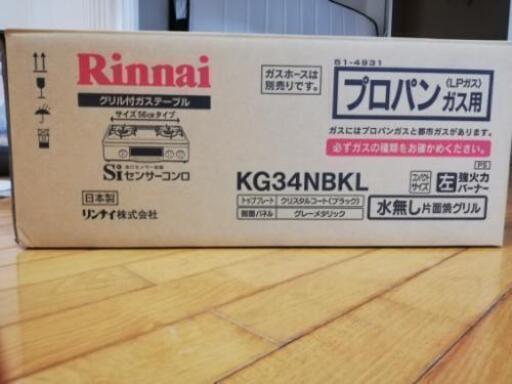 Rinnai
グリル付ガステーブル
サイズ56cmタイプ
Siセンサーコンロ
日本製
リンナイ株式会社
ガスホースは
別売りです。
51-4931
プロパン(LPガス)ガス用
ガスにはプロパンガスと都市ガスがあります。
必ずガスの種類をお確かめください。
PS
KG34NBKL
コンパクトサイズ
左強火力バーナー
トッププレート クリスタルコート(ブラック)
前面パネル グレーメタリック
水無し片面焼グリル